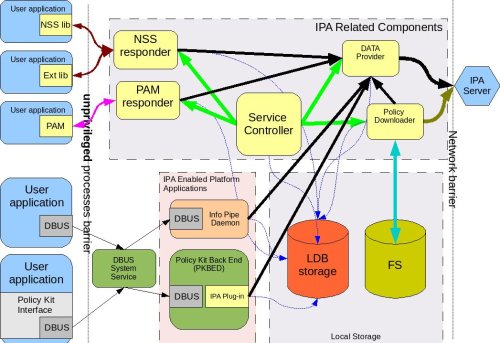 User application
NSS lib
User application
Ext lib
User application
PAM
unprivileged processes barrier
IPA Related Components
NSS
responder
PAM
responder
Service
Controller
DATA
Provider
Policy
Downloader
IPA
Server
Network barrier
User
application
DBUS
User
application
Policy Kit
Interface
DBUS
DBUS
System
Service
IPA Enabled Platform
Applications
DBUS
Info Pipe
Daemon
Policy Kit Back End
(PKBED)
DBUS
IPA Plug-in
LDB
storage
FS
Local Storage